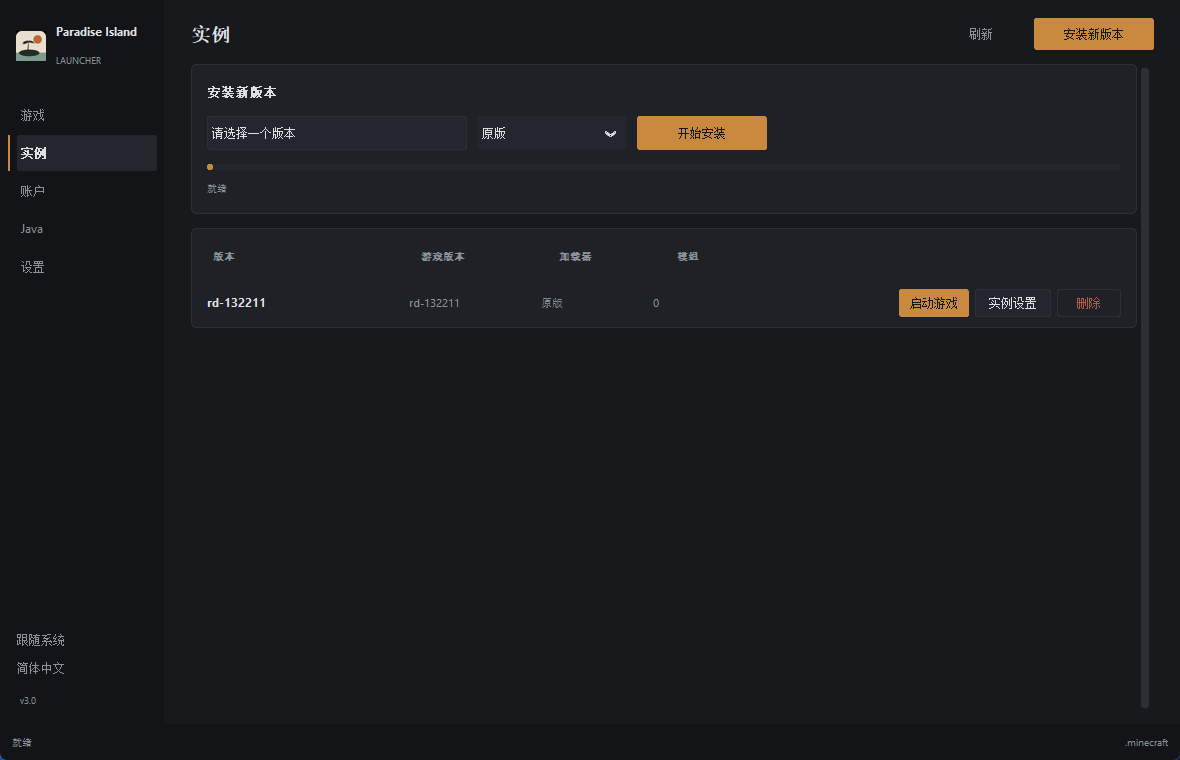 Paradise Island
LAUNCHER
游戏
实例
账户
Java
设置
跟随系统
简体中文
v3.0
就绪
实例
刷新
安装新版本
安装新版本
请选择一个版本
原版
开始安装
就绪
版本 游戏版本 加载器 模组
rd-132211 rd-132211 原版 0 启动游戏 实例设置 删除
.minecraft